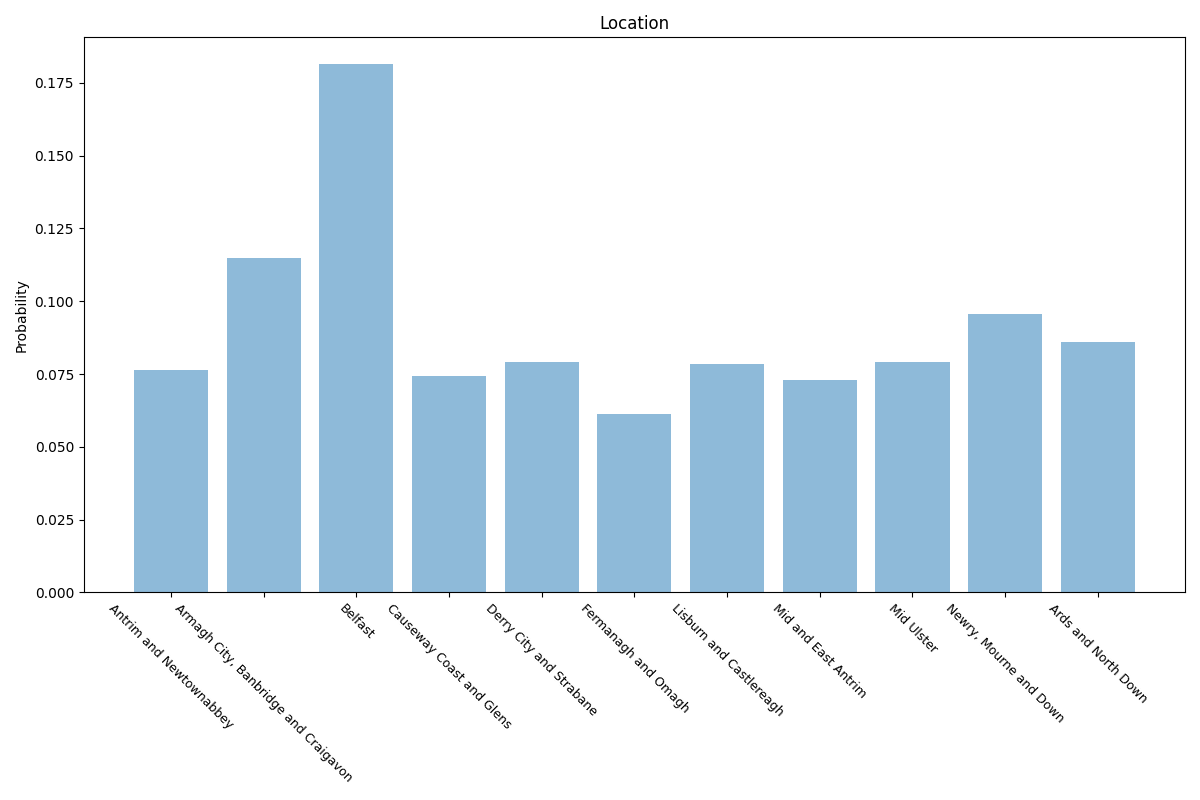 Location
Probability
0.175
0.150
0.125
0.100
0.075
0.050
0.025
0.000
Antrim and Newtownabbey
Armagh City, Banbridge and Craigavon
Belfast
Causeway Coast and Glens
Derry City and Strabane
Fermanagh and Omagh
Lisburn and Castlereagh
Mid and East Antrim
Mid Ulster
Newry, Mourne and Down
Ards and North Down